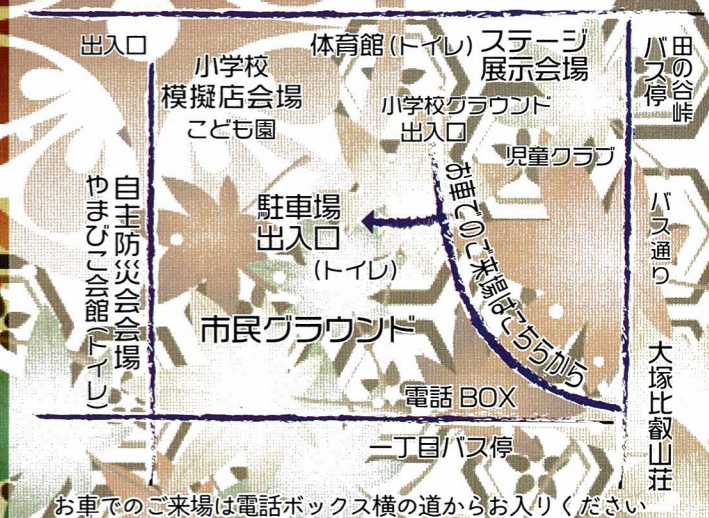 出入口
小学校
模擬店会場
こども園
体育館(トイレ)
ステージ
展示会場
小学校グラウンド
出入口
児童クラブ
田の谷峠
バス停
バス通り
大塚比叡山荘
お車でのご来場はこちらから
駐車場
出入口
(トイレ)
自主防災会会場
やまびこ会館(トイレ)
市民グラウンド
電話 BOX
一丁目バス停
お車でのご来場は電話ボックス横の道からお入りください